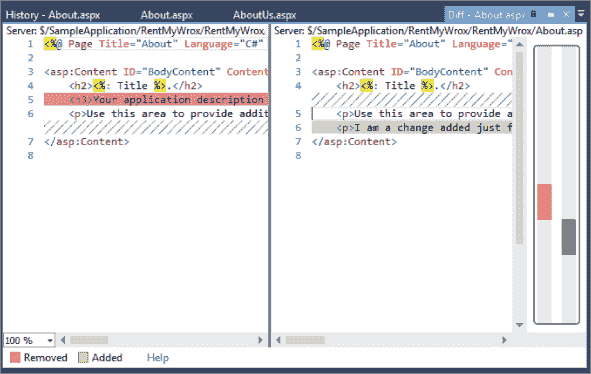 History - About.aspx
About.aspx
AboutUs.aspx
Diff - About.aspx
Server: $/SampleApplication/RentMyWrox/RentMyWrox,
1 <%@ Page Title="About" Language="C#"
2
3 <asp:Content ID="BodyContent" Content
4 <h2><%: Title %>.</h2>
5 <h3>Your application description
6 <p>Use this area to provide addit
7 </asp:Content>
8
100 %
Server: $/SampleApplication/RentMyWrox/RentMyWrox/About.asp
1 <%@ Page Title="About" Language="
2
3 <asp:Content ID="BodyContent" Conten
4 <h2><%: Title %>.</h2>
5 <p>Use this area to provide a
6 <p>I am a change added just f
7 </asp:Content>
8
Removed
Added
Help